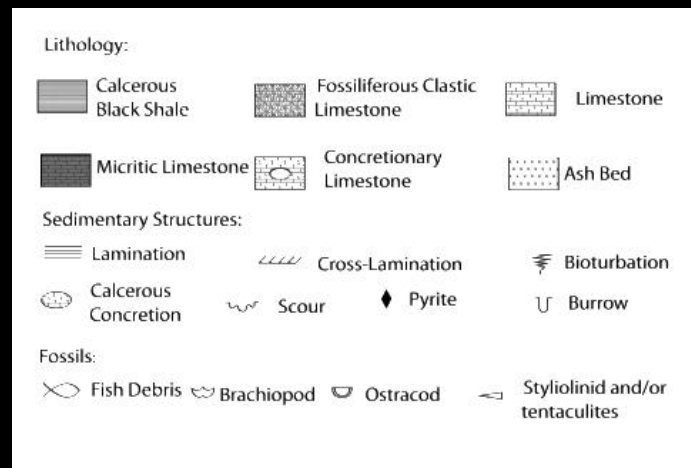 Lithology:
Calcerous
Black Shale
Fossiliferous Clastic
Limestone
Limestone
Micritic Limestone
Concretionary
Limestone
Ash Bed
Sedimentary Structures:
Lamination
Cross-Lamination
Bioturbation
Calcerous
Concretion
Scour
Pyrite
Burrow
Fossils:
Fish Debris
Brachiopod
Ostracod
Styliolinid and/or
tentaculites